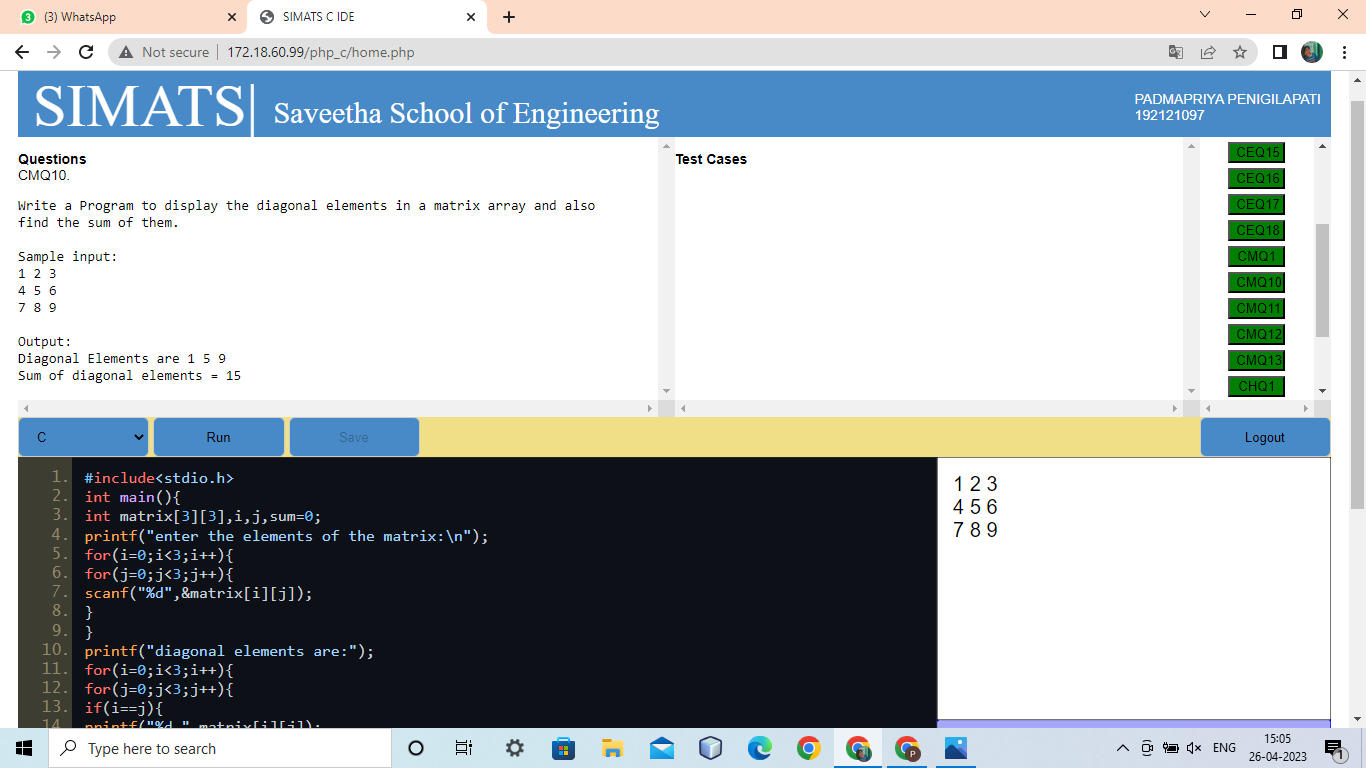 (3) WhatsApp
SIMATS C IDE
Not secure
172.18.60.99/php_c/home.php
SIMATS
Saveetha School of Engineering
PADMAPRIYA PENIGILAPATI
192121097
Questions
CMQ10.
Write a Program to display the diagonal elements in a matrix array and also
find the sum of them.
Sample input:
1 2 3
4 5 6
7 8 9
Output:
Diagonal Elements are 1 5 9
Sum of diagonal elements = 15
Test Cases
CEQ15
CEQ16
CEQ17
CEQ18
CMQ1
CMQ10
CMQ11
CMQ12
CMQ13
CHQ1
C
Run
Save
Logout
1. #include<stdio.h>
2. int main(){
3. int matrix[3][3],i,j,sum=0;
4. printf("enter the elements of the matrix:\n");
5. for(i=0;i<3;i++){
6. for(j=0;j<3;j++){
7. scanf("%d",&matrix[i][j]);
8. }
9. }
10. printf("diagonal elements are:");
11. for(i=0;i<3;i++){
12. for(j=0;j<3;j++){
13. if(i==j){
14. printf("%d ",matrix[i][j]);
1 2 3
4 5 6
7 8 9
Type here to search
P
ENG
15:05
26-04-2023
1